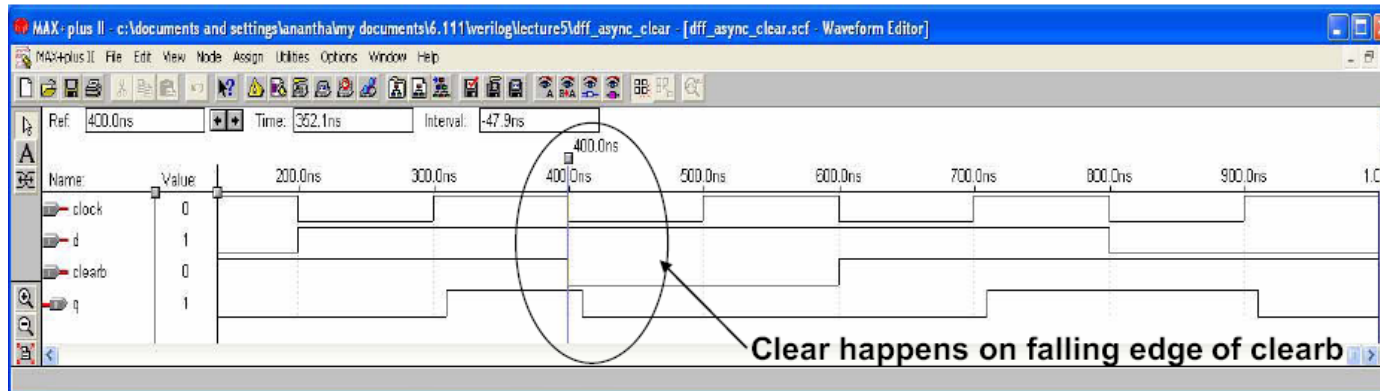 MAX+plus II - c:\documents and settings\anantha\my documents\6.111\verilog\lecture5\dff_async_clear - [dff_async_clear.scf - Waveform Editor]
MAX+plus II File Edit View Node Assign Utilities Options Window Help
Ref: 400.0ns Time: 352.1ns Interval: -47.9ns
400.0ns
Name: Value: 200.0ns 300.0ns 400.0ns 500.0ns 600.0ns 700.0ns 800.0ns 900.0ns 1.0
clock 0
d 1
clearb 0
q 1
Clear happens on falling edge of clearb